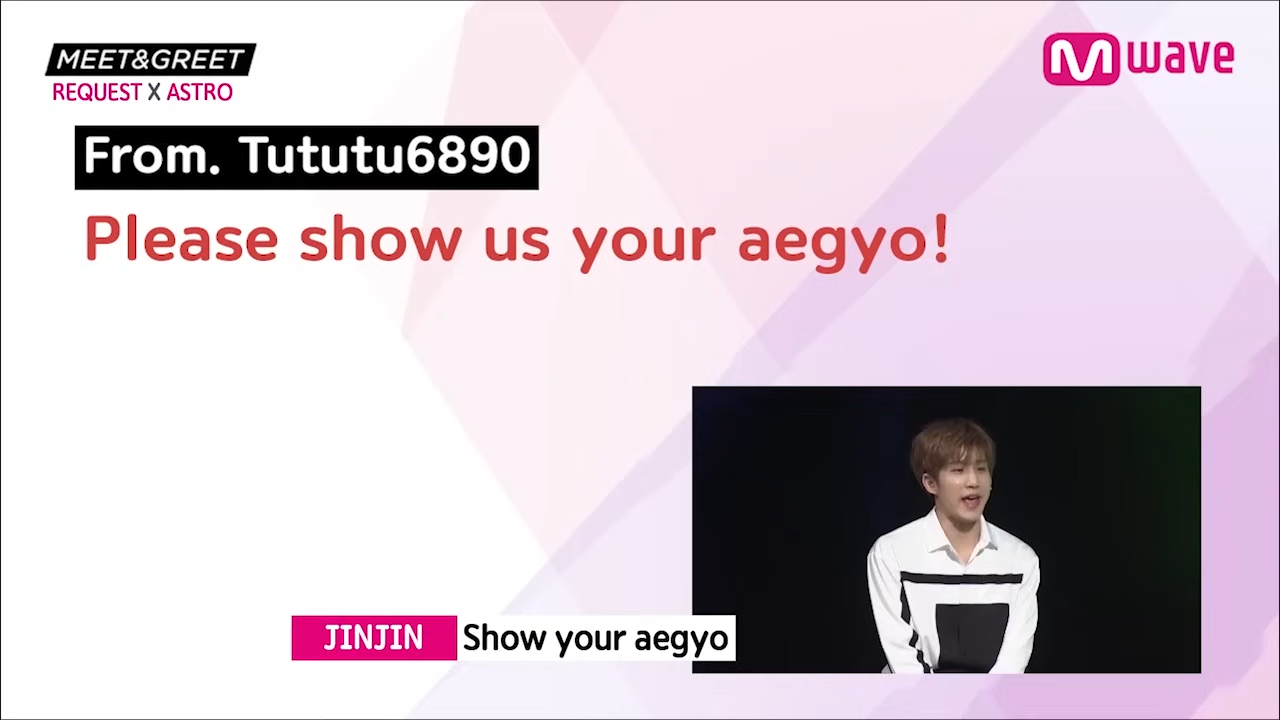 MEET&GREET
REQUEST X ASTRO
Mwave
From. Tututu6890
Please show us your aegyo!
JINJIN Show your aegyo